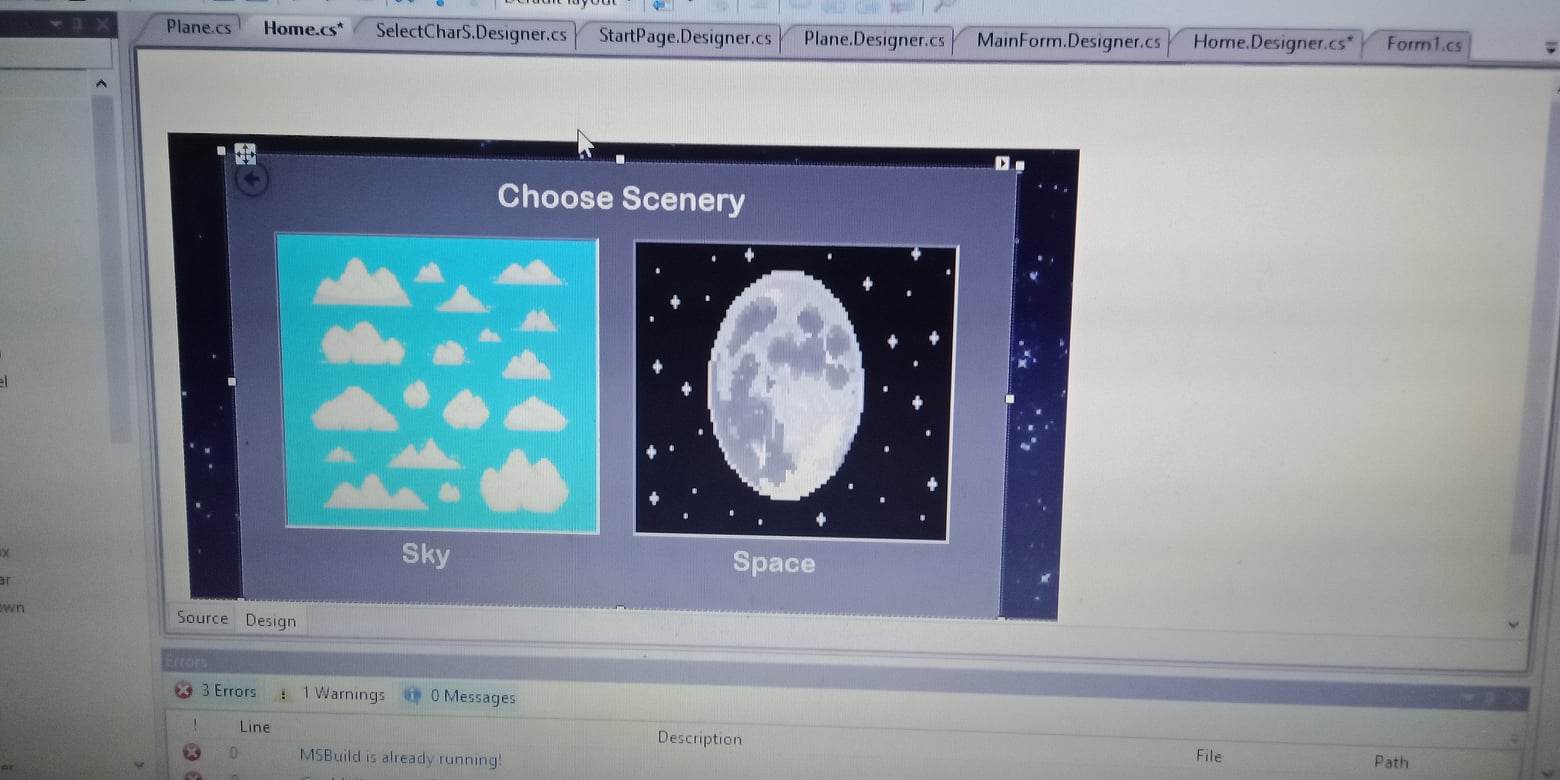 Plane.cs Home.cs* SelectCharS.Designer.cs StartPage.Designer.cs Plane.Designer.cs MainForm.Designer.cs Home.Designer.cs* Form1.cs
Choose Scenery
Sky Space
Source Design
Errors
3 Errors 1 Warnings 0 Messages
! Line Description File Path
0 MSBuild is already running!